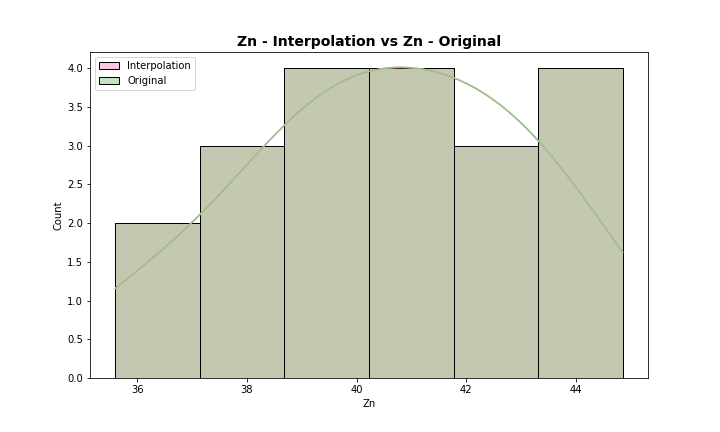 Zn - Interpolation vs Zn - Original
Interpolation
Original
4.0
3.5
3.0
2.5
2.0
1.5
1.0
0.5
0.0
Count
36
38
40
42
44
Zn